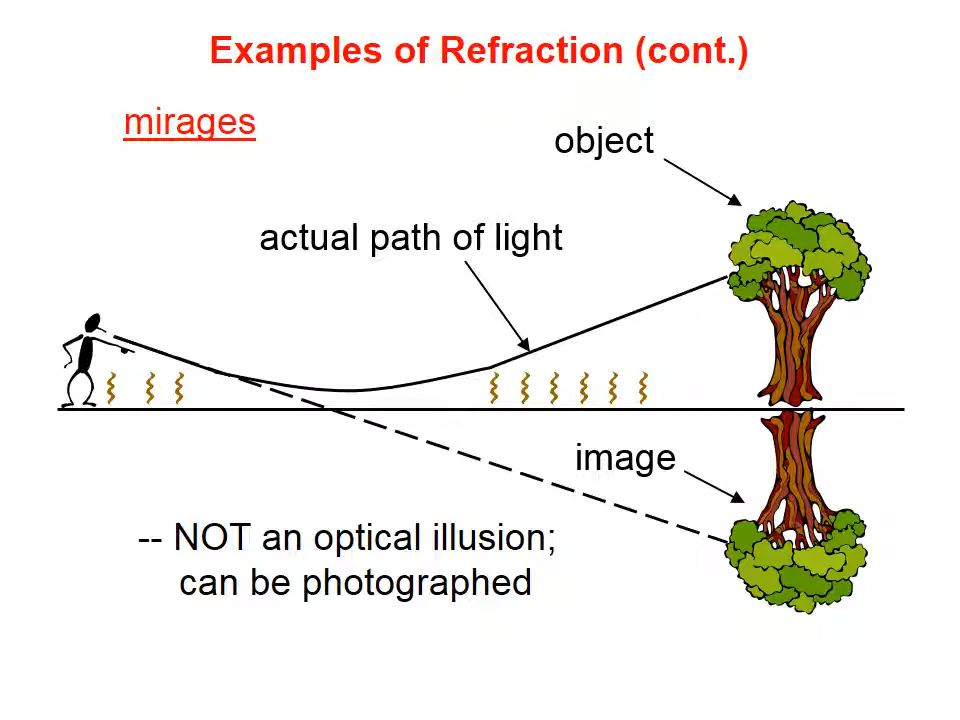 Examples of Refraction (cont.)
mirages
object
actual path of light
image
-- NOT an optical illusion;
can be photographed